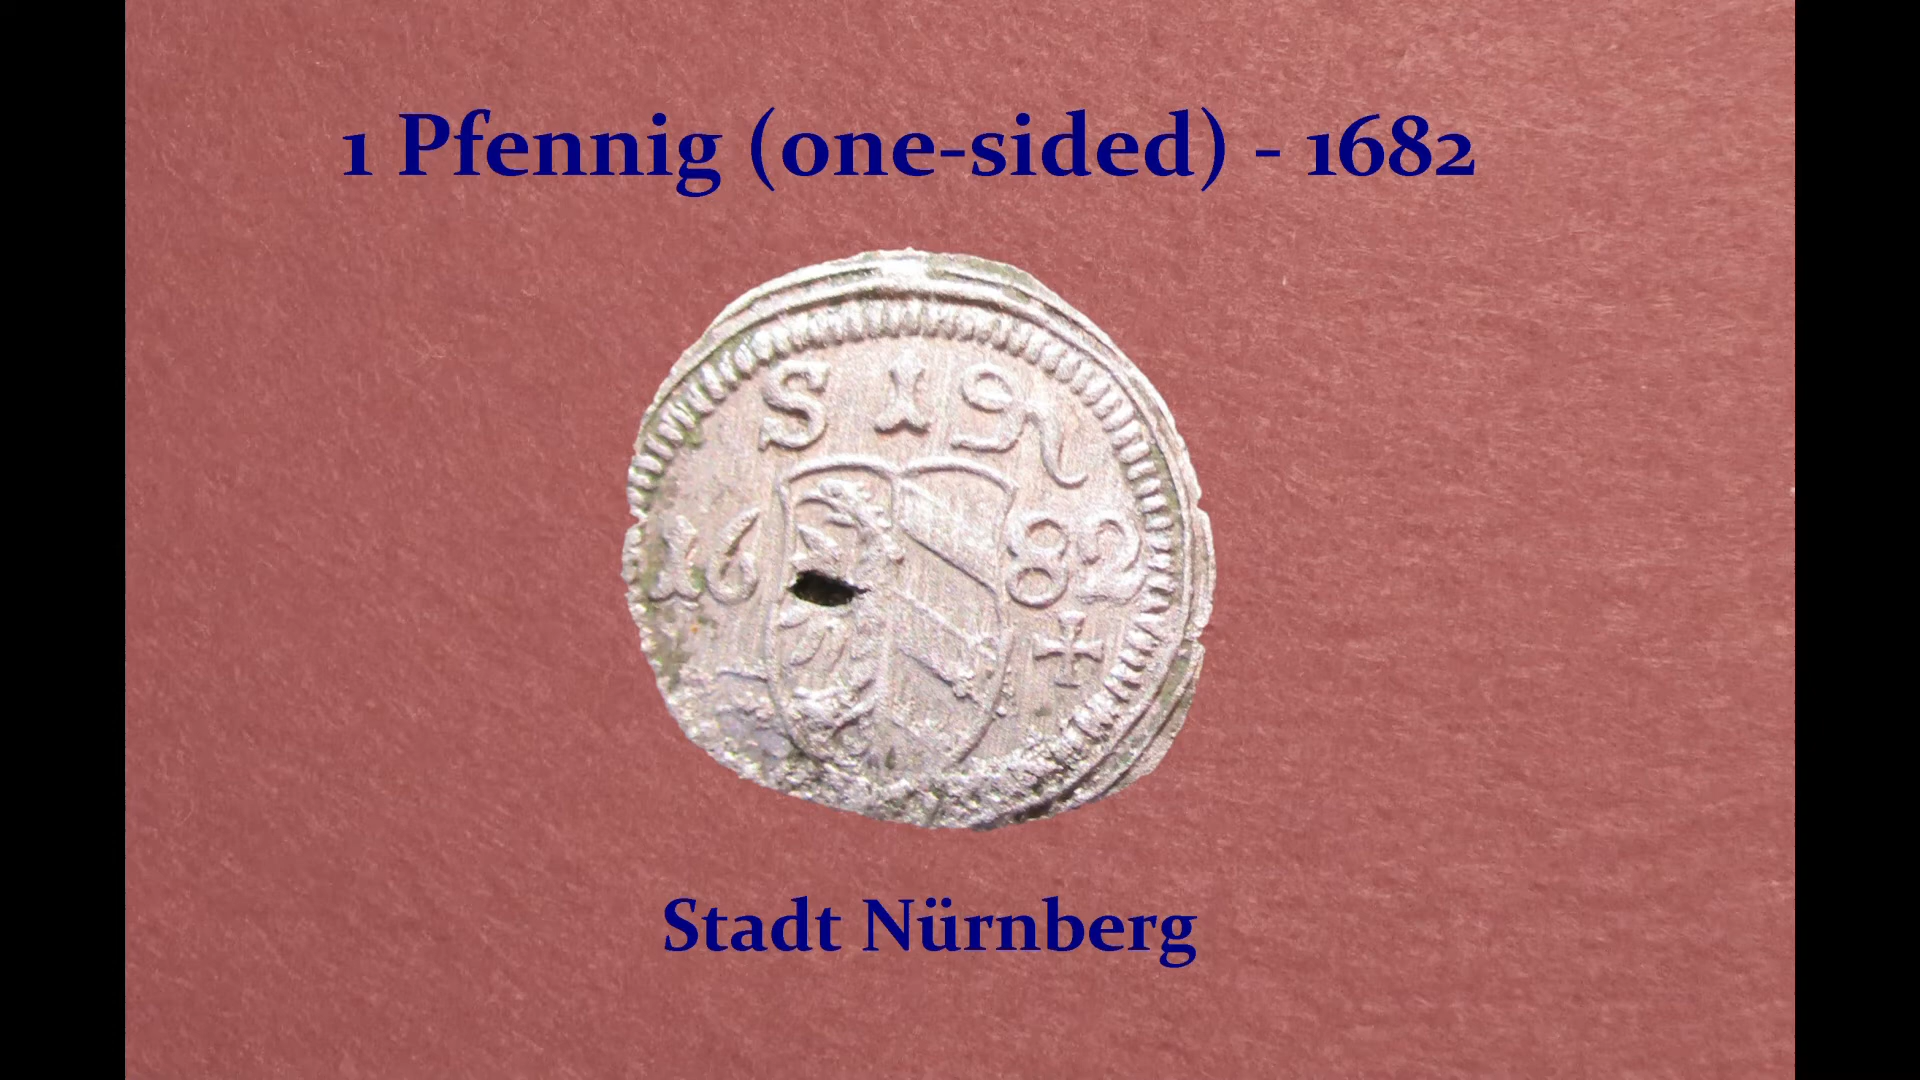 1 Pfennig (one-sided) - 1682
S 1 R
16 82
Stadt Nürnberg